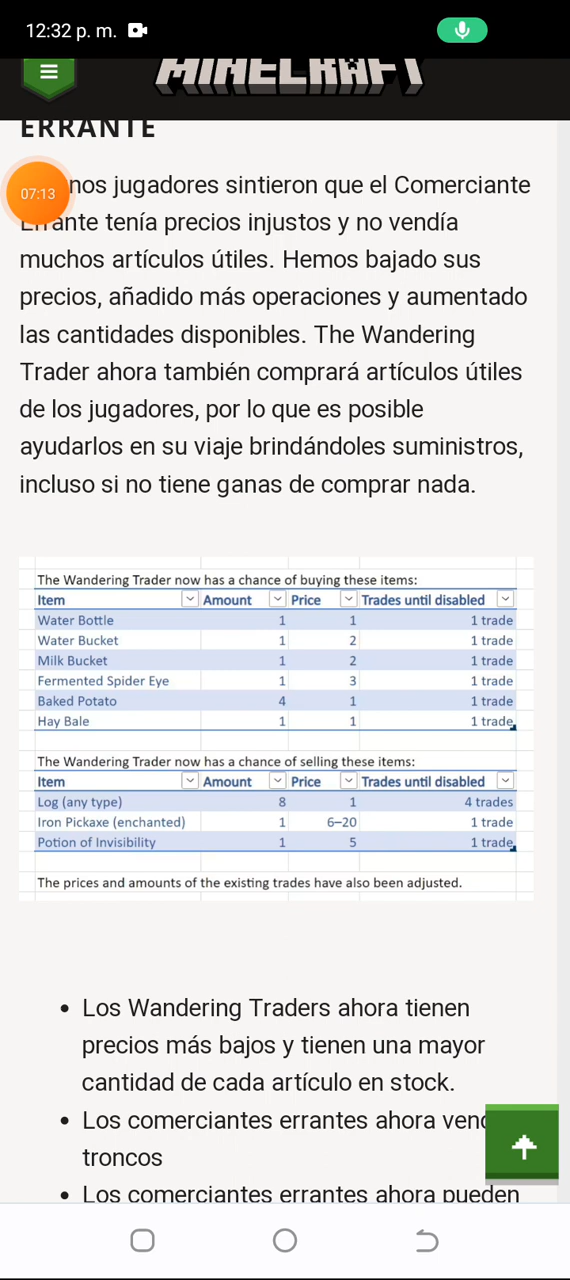 12:32 p. m.
MINECRAFT
ERRANTE
07:13
nos jugadores sintieron que el Comerciante
Errante tenía precios injustos y no vendía
muchos artículos útiles. Hemos bajado sus
precios, añadido más operaciones y aumentado
las cantidades disponibles. The Wandering
Trader ahora también comprará artículos útiles
de los jugadores, por lo que es posible
ayudarlos en su viaje brindándoles suministros,
incluso si no tiene ganas de comprar nada.
The Wandering Trader now has a chance of buying these items:
Item Amount Price Trades until disabled
Water Bottle 1 1 1 trade
Water Bucket 1 2 1 trade
Milk Bucket 1 2 1 trade
Fermented Spider Eye 1 3 1 trade
Baked Potato 4 1 1 trade
Hay Bale 1 1 1 trade
The Wandering Trader now has a chance of selling these items:
Item Amount Price Trades until disabled
Log (any type) 8 1 4 trades
Iron Pickaxe (enchanted) 1 6–20 1 trade
Potion of Invisibility 1 5 1 trade
The prices and amounts of the existing trades have also been adjusted.
• Los Wandering Traders ahora tienen
precios más bajos y tienen una mayor
cantidad de cada artículo en stock.
• Los comerciantes errantes ahora ven
troncos
• Los comerciantes errantes ahora pueden